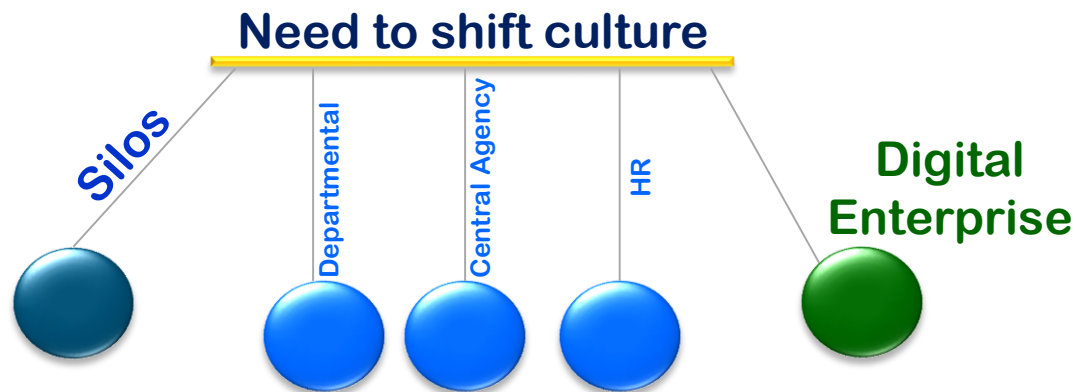 Need to shift culture
Silos
Departmental
Central Agency
HR
Digital
Enterprise